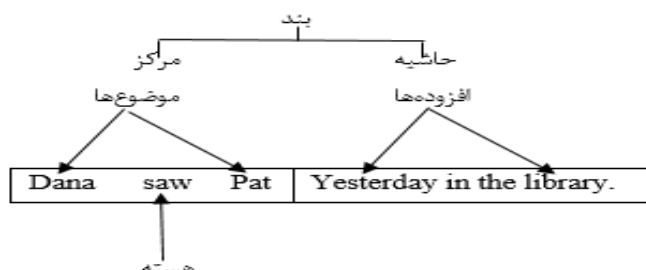 بند
مرکز حاشیه
موضوع‌ها افزوده‌ها
Dana saw Pat Yesterday in the library.
هسته